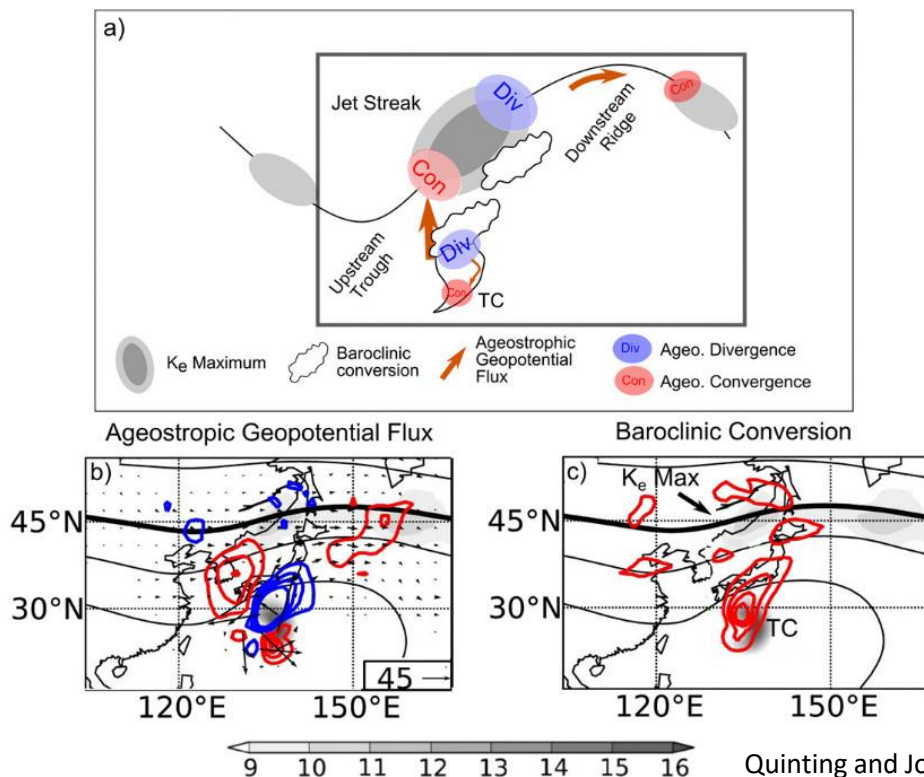 a)
Jet Streak
Div
Con
Downstream
Ridge
Con
Upstream
Trough
Div
Con
TC
Ke Maximum
Baroclinic
conversion
Ageostrophic
Geopotential
Flux
Div Ageo. Divergence
Con Ageo. Convergence
Ageostropic Geopotential Flux
Baroclinic Conversion
b)
45°N
30°N
45
120°E
150°E
c)
Ke Max
45°N
30°N
TC
120°E
150°E
9 10 11 12 13 14 15 16
Quinting and Jo